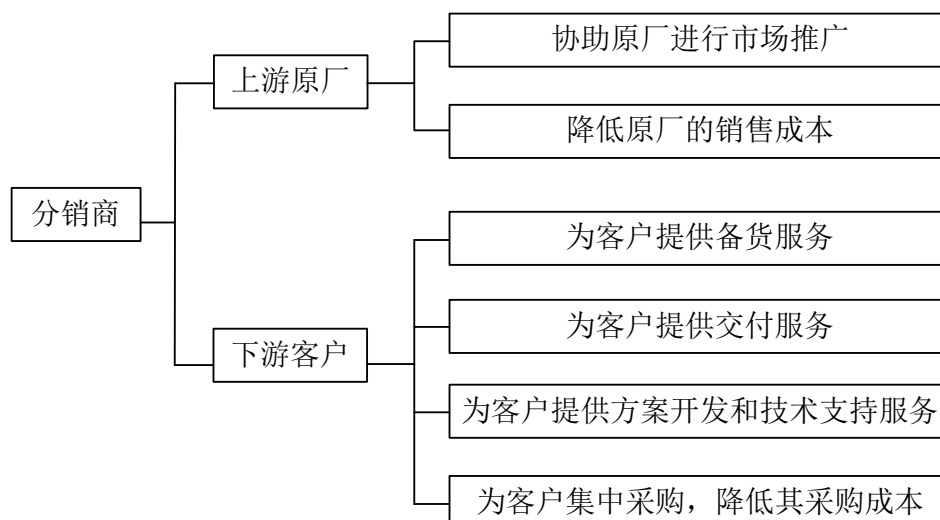 协助原厂进行市场推广
上游原厂
降低原厂的销售成本
分销商
为客户提供备货服务
为客户提供交付服务
下游客户
为客户提供方案开发和技术支持服务
为客户集中采购，降低其采购成本